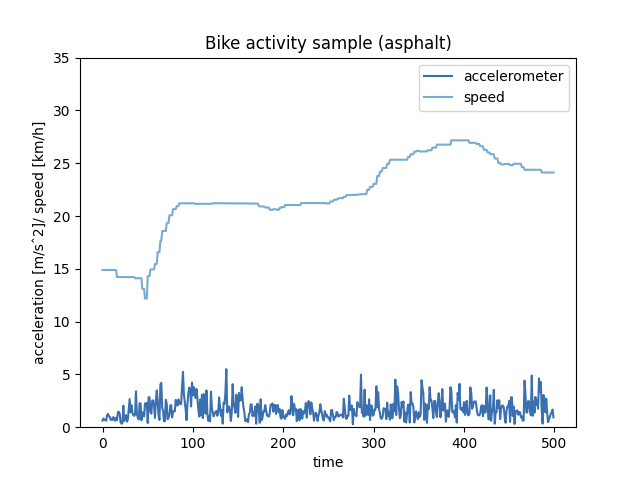 Bike activity sample (asphalt)
accelerometer
speed
acceleration [m/s^2]/ speed [km/h]
35
30
25
20
15
10
5
0
0 100 200 300 400 500
time